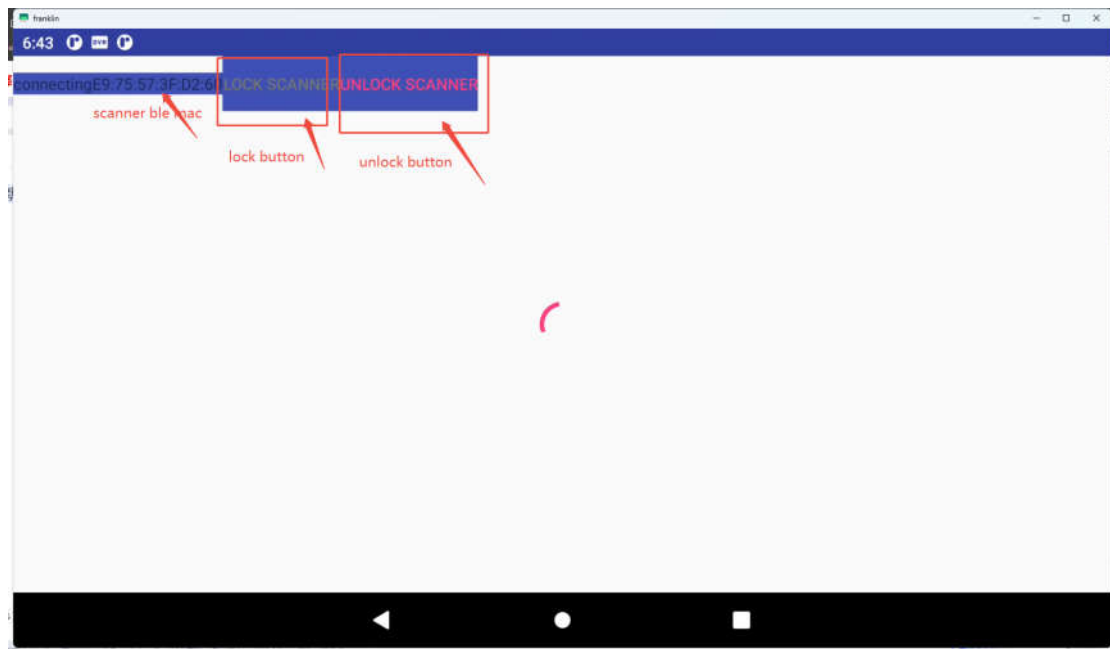 franklin
6:43 DVR
connectingE9:75:57:3F:D2:6
LOCK SCANNER
UNLOCK SCANNER
scanner ble mac
lock button
unlock button